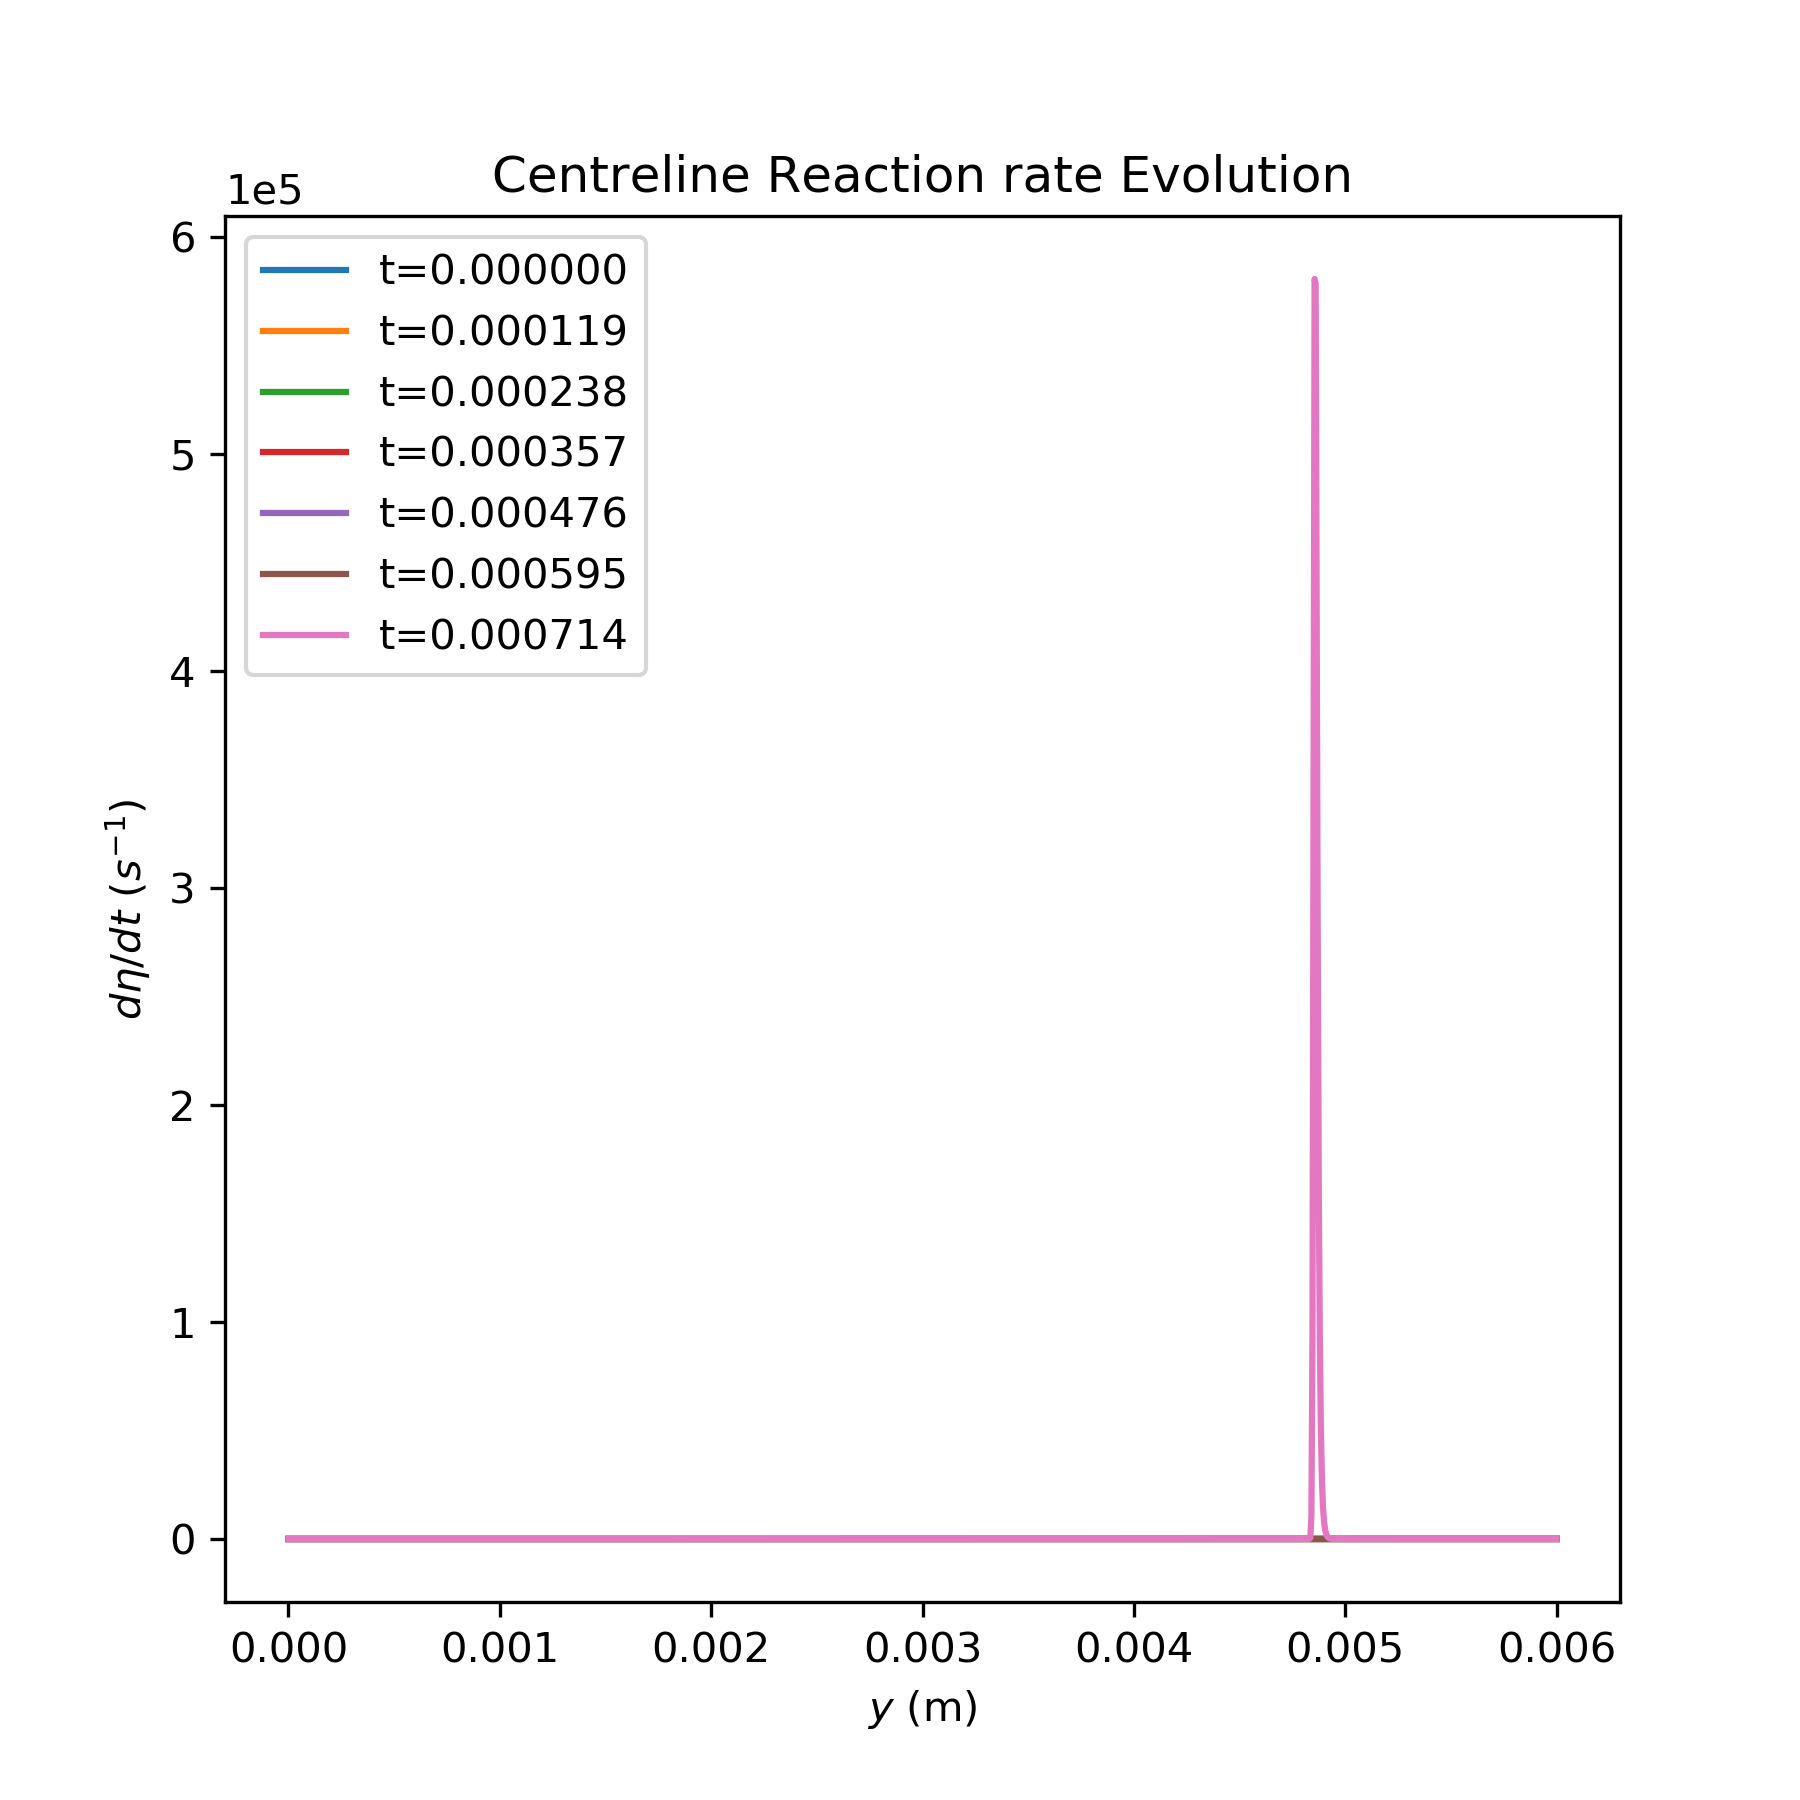 Centreline Reaction rate Evolution
1e5
6
5
4
3
2
1
0
t=0.000000
t=0.000119
t=0.000238
t=0.000357
t=0.000476
t=0.000595
t=0.000714
dη/dt (s⁻¹)
0.000 0.001 0.002 0.003 0.004 0.005 0.006
y (m)